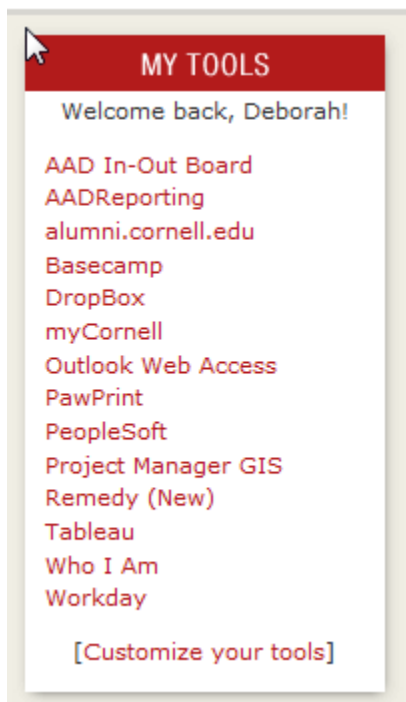 MY TOOLS
Welcome back, Deborah!
AAD In-Out Board
AADReporting
alumni.cornell.edu
Basecamp
DropBox
myCornell
Outlook Web Access
PawPrint
PeopleSoft
Project Manager GIS
Remedy (New)
Tableau
Who I Am
Workday
[Customize your tools]